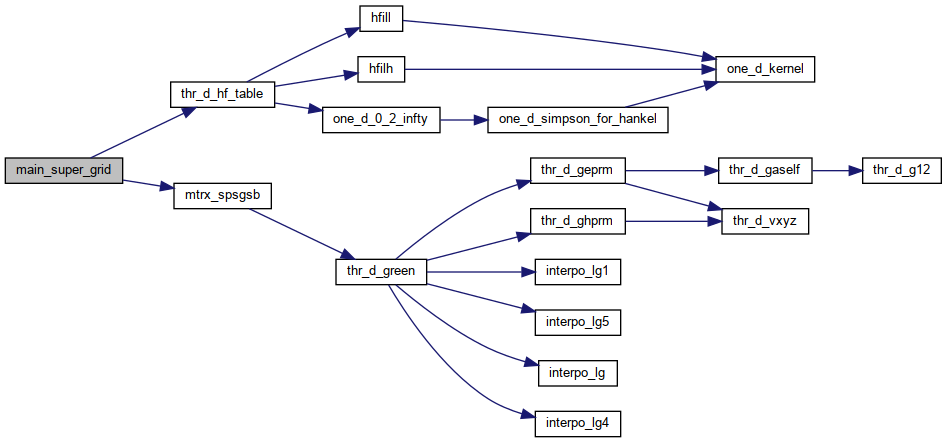 hfill
hfilh
one_d_kernel
thr_d_hf_table
one_d_0_2_infty
one_d_simpson_for_hankel
main_super_grid
thr_d_geprm
thr_d_gaself
thr_d_g12
mtrx_spsgsb
thr_d_ghprm
thr_d_vxyz
thr_d_green
interpo_lg1
interpo_lg5
interpo_lg
interpo_lg4